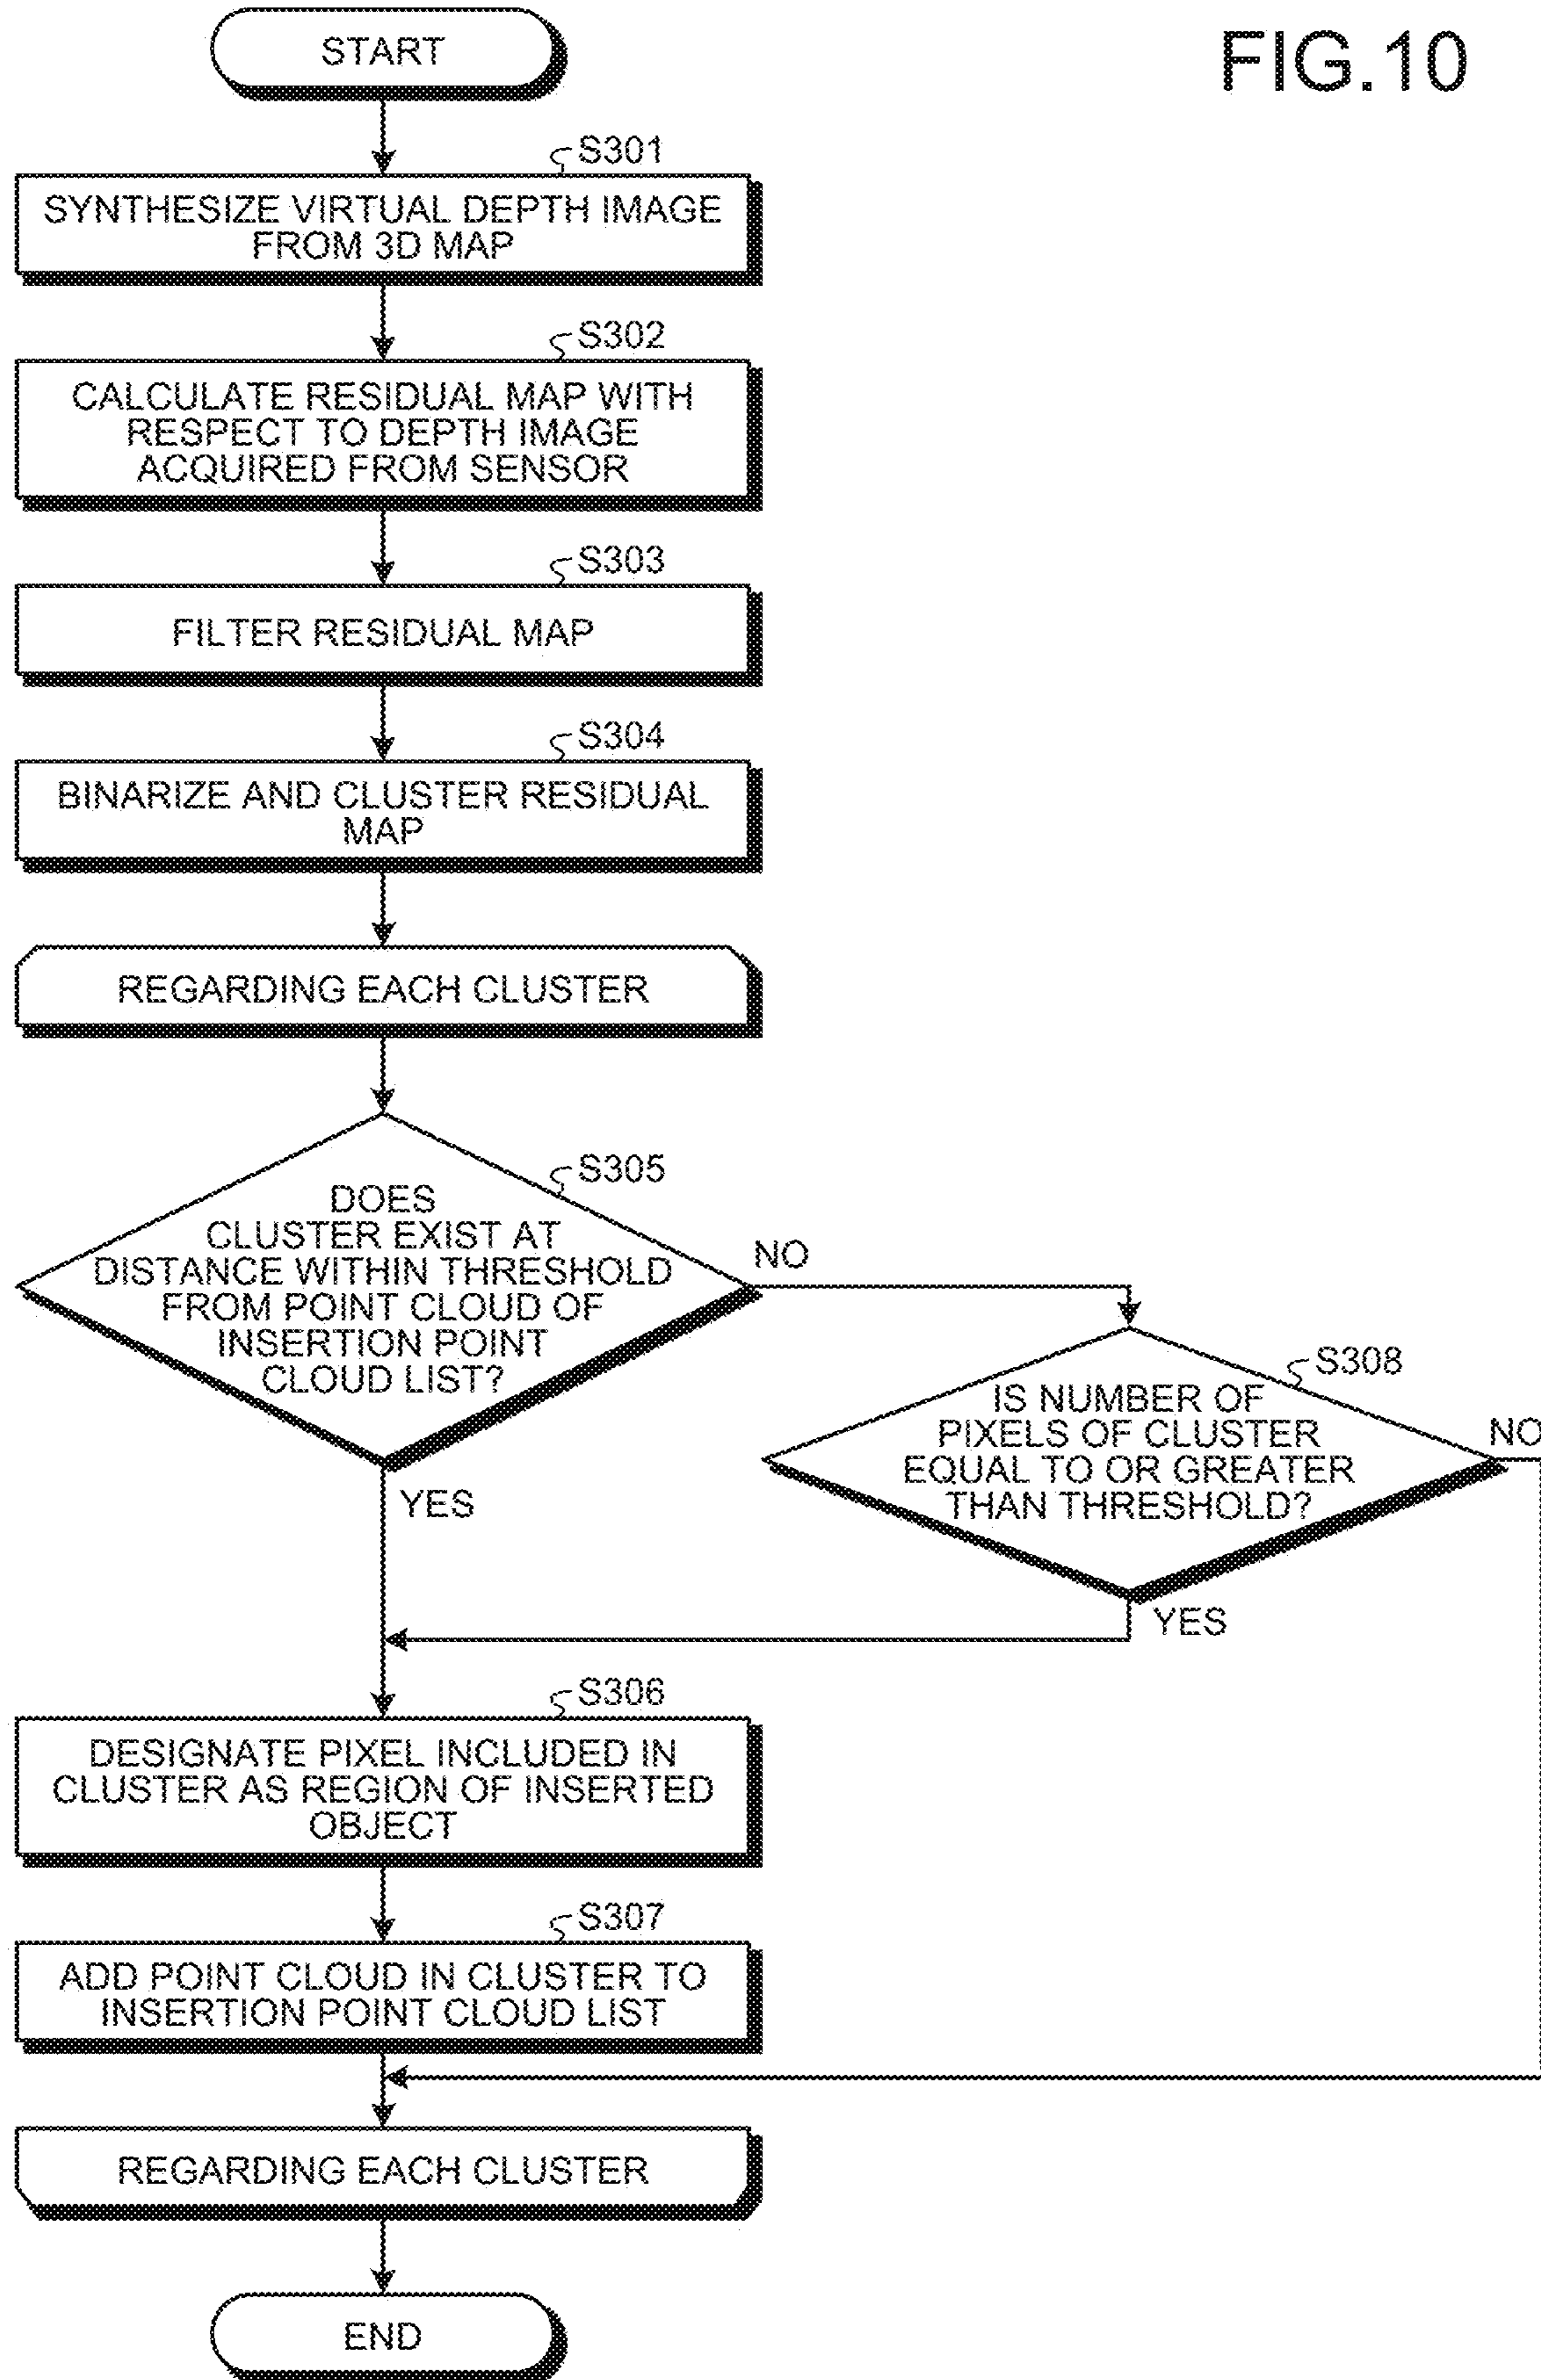 FIG.10
START
S301
SYNTHESIZE VIRTUAL DEPTH IMAGE
FROM 3D MAP
S302
CALCULATE RESIDUAL MAP WITH
RESPECT TO DEPTH IMAGE
ACQUIRED FROM SENSOR
S303
FILTER RESIDUAL MAP
S304
BINARIZE AND CLUSTER RESIDUAL
MAP
REGARDING EACH CLUSTER
S305
DOES
CLUSTER EXIST AT
DISTANCE WITHIN THRESHOLD
FROM POINT CLOUD OF
INSERTION POINT
CLOUD LIST?
NO
YES
S308
IS NUMBER OF
PIXELS OF CLUSTER
EQUAL TO OR GREATER
THAN THRESHOLD?
NO
YES
S306
DESIGNATE PIXEL INCLUDED IN
CLUSTER AS REGION OF INSERTED
OBJECT
S307
ADD POINT CLOUD IN CLUSTER TO
INSERTION POINT CLOUD LIST
REGARDING EACH CLUSTER
END